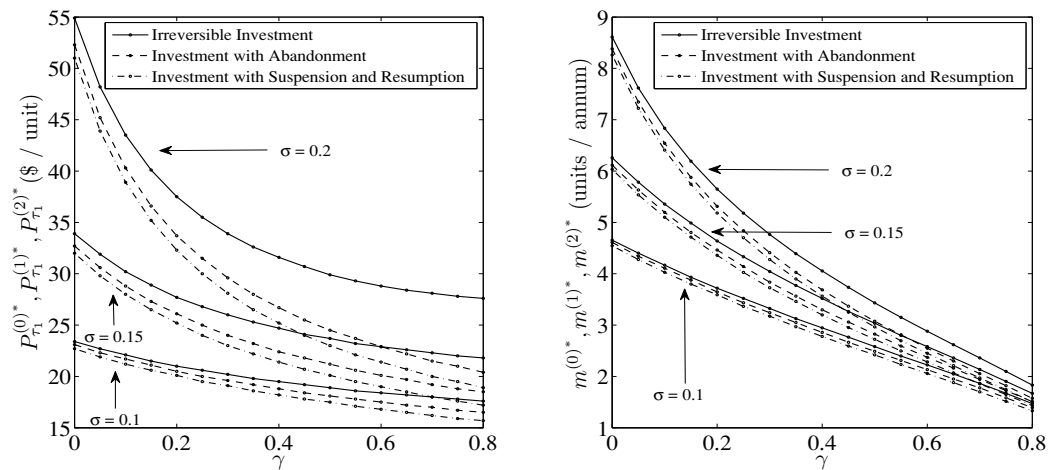 55
50
45
40
35
30
25
20
15
0
0.2
0.4
0.6
0.8
γ
P_{τ_1}^{(0)*}, P_{τ_1}^{(1)*}, P_{τ_1}^{(2)*} ($ / unit)
Irreversible Investment
Investment with Abandonment
Investment with Suspension and Resumption
σ = 0.2
σ = 0.15
σ = 0.1
9
8
7
6
5
4
3
2
1
0
0.2
0.4
0.6
0.8
γ
m^{(0)*}, m^{(1)*}, m^{(2)*} (units / annum)
Irreversible Investment
Investment with Abandonment
Investment with Suspension and Resumption
σ = 0.2
σ = 0.15
σ = 0.1